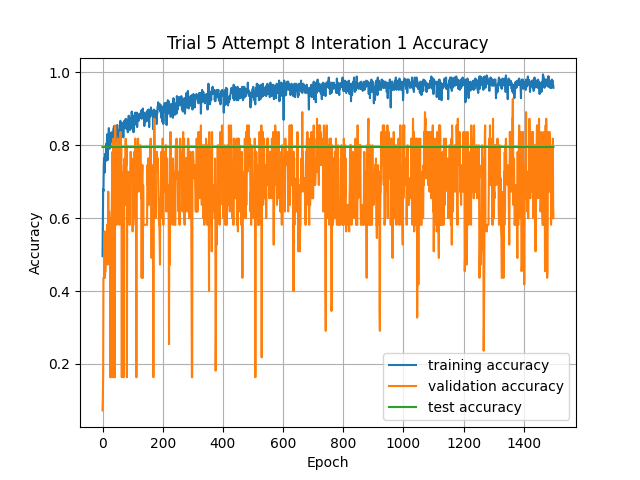 Trial 5 Attempt 8 Interation 1 Accuracy
1.0
0.8
0.6
0.4
0.2
Accuracy
0 200 400 600 800 1000 1200 1400
Epoch
training accuracy
validation accuracy
test accuracy